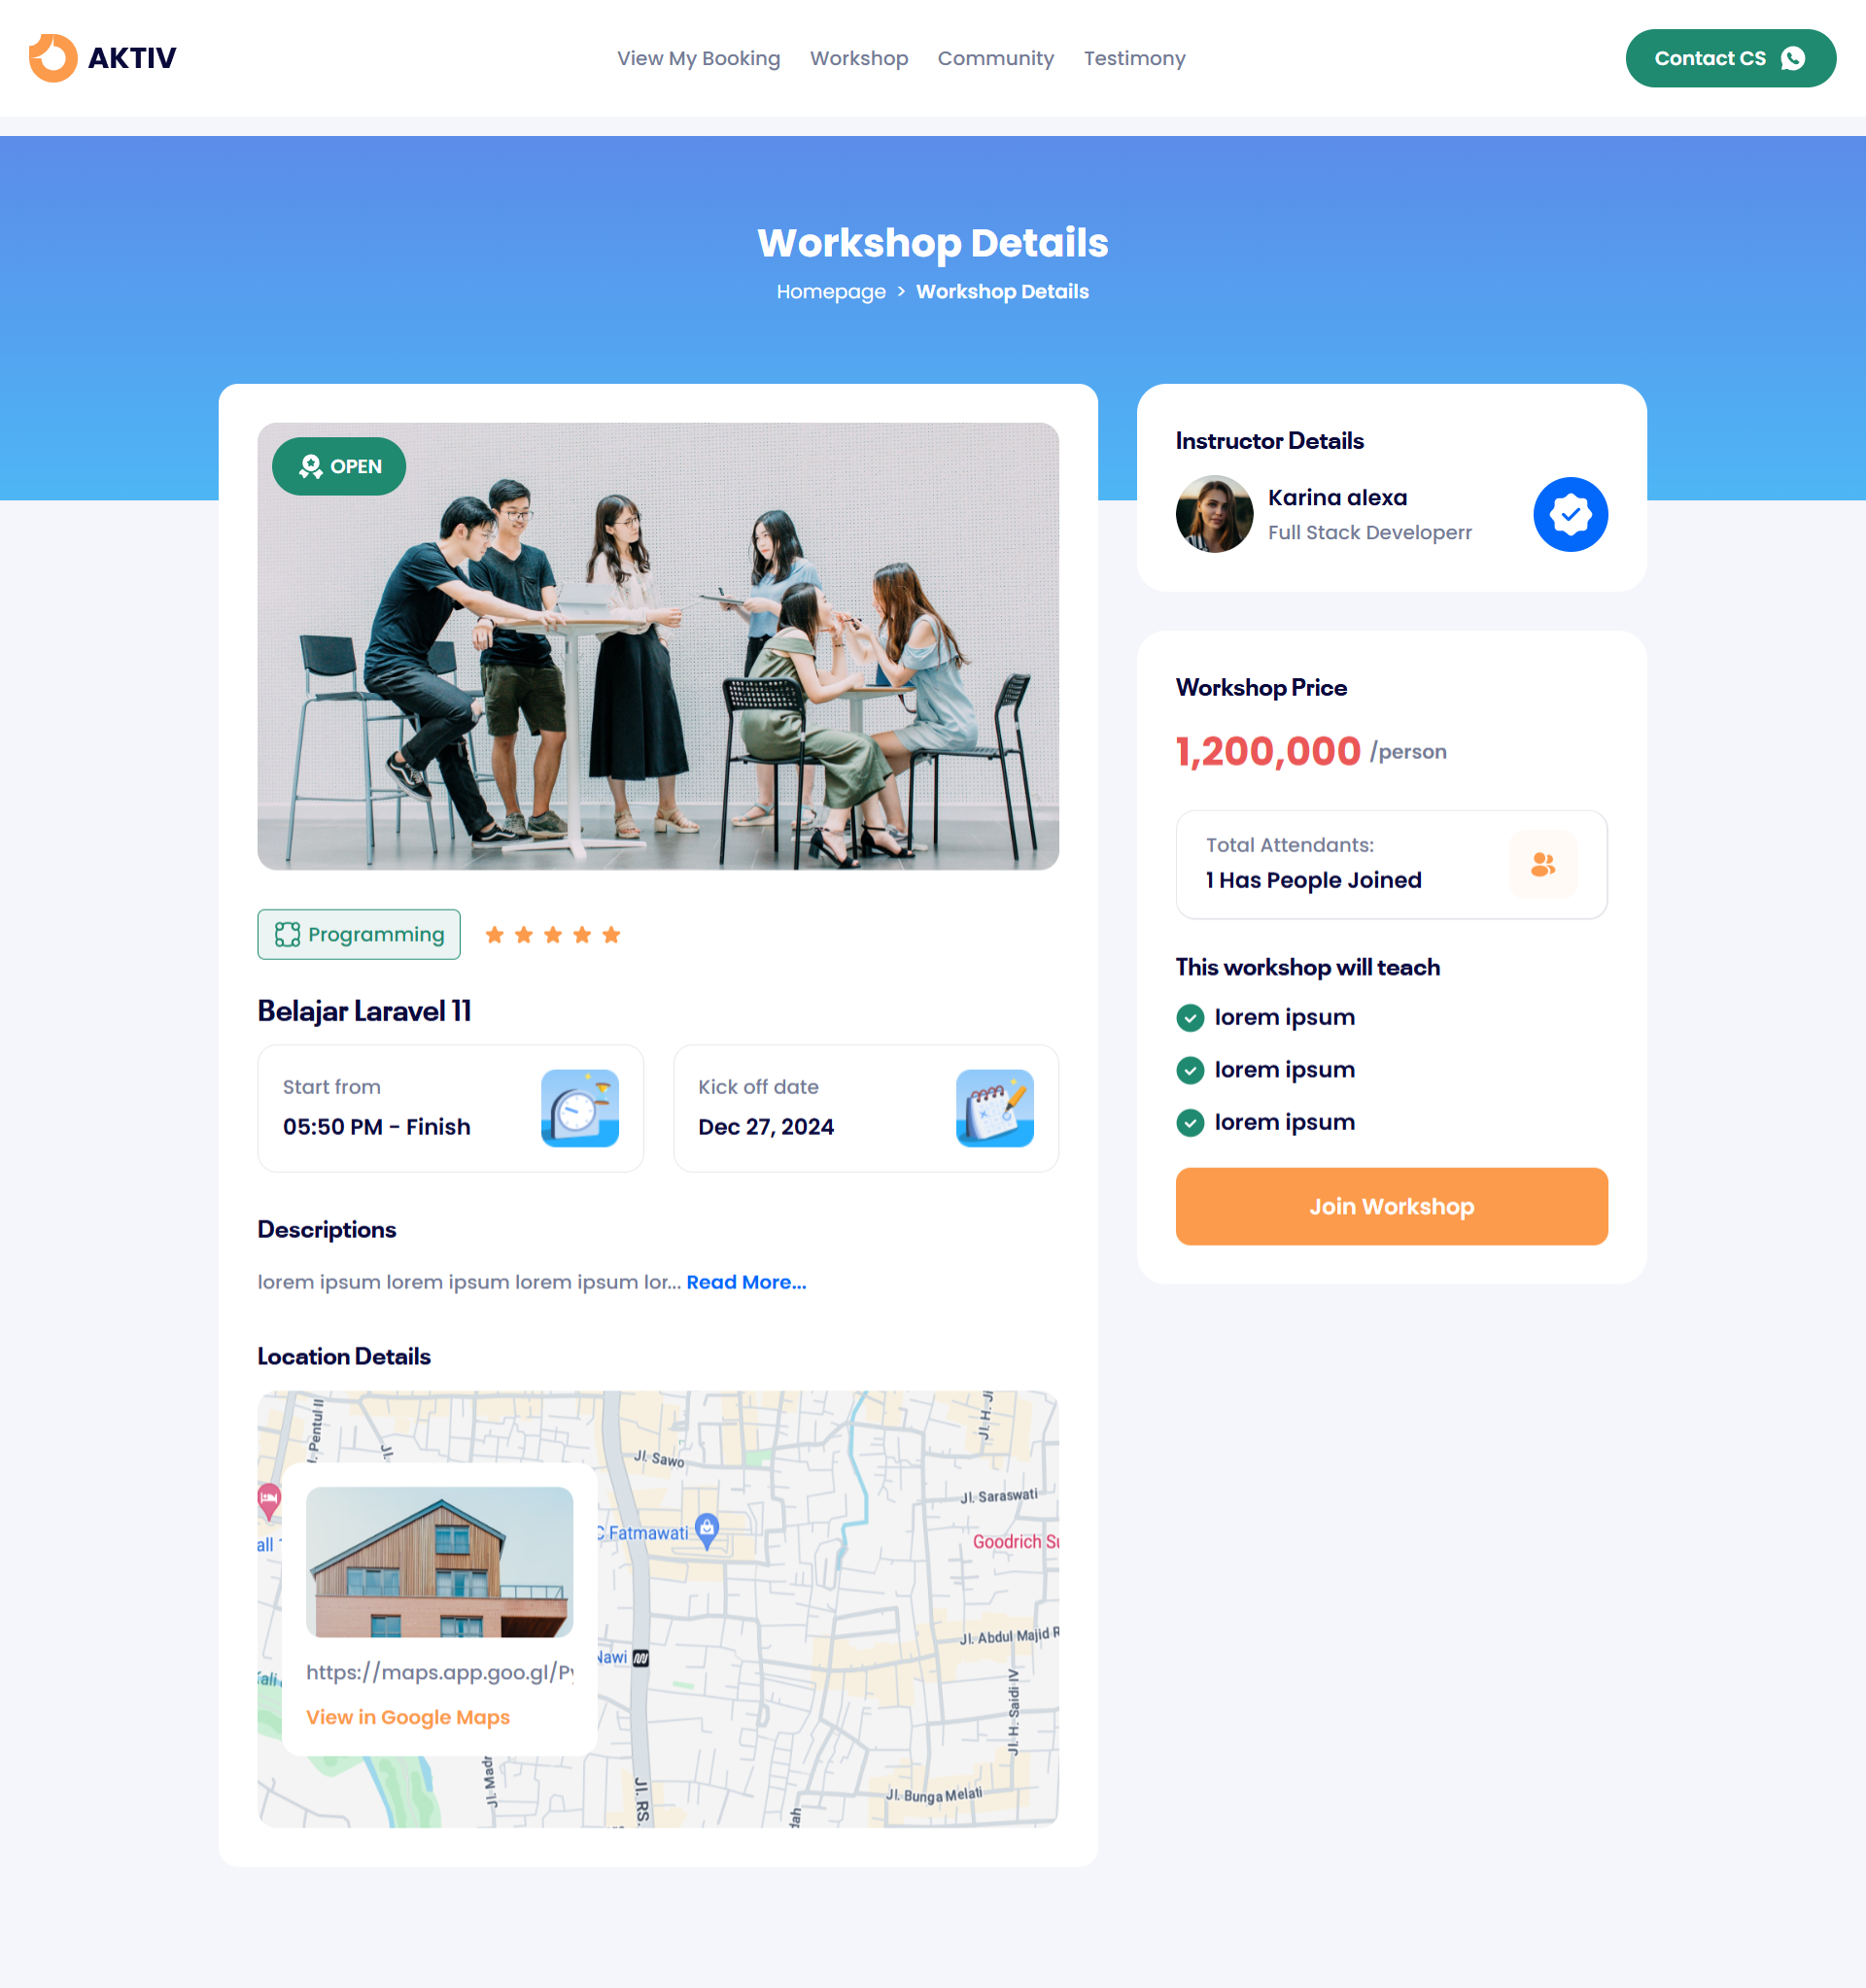 AKTIV
View My Booking
Workshop
Community
Testimony
Contact CS
Workshop Details
Homepage > Workshop Details
OPEN
Programming
Belajar Laravel 11
Start from
05:50 PM - Finish
Kick off date
Dec 27, 2024
Descriptions
lorem ipsum lorem ipsum lorem ipsum lor... Read More...
Location Details
Pentul II
Jl.
Jl. Sawo
Jl. H. 
Jl. Saraswati
C Fatmawati
Goodrich
all
https://maps.app.goo.gl/
View in Google Maps
Nawi
Jl. Abdul Majid
Jl. H. Saidi IV
Jl. Madr
Jl. RS.
Jl. Bunga Melati
dah
Instructor Details
Karina alexa
Full Stack Developerr
Workshop Price
1,200,000 /person
Total Attendants:
1 Has People Joined
This workshop will teach
lorem ipsum
lorem ipsum
lorem ipsum
Join Workshop